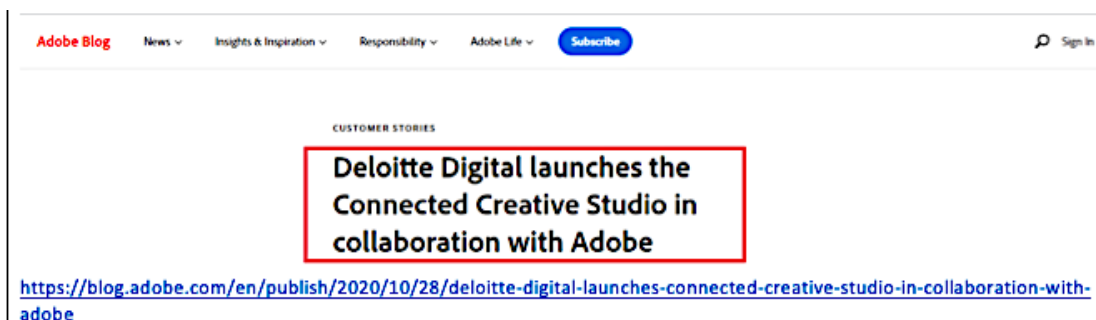 Adobe Blog News Insights & Inspiration Responsibility Adobe Life Subscribe Sign In
CUSTOMER STORIES
Deloitte Digital launches the
Connected Creative Studio in
collaboration with Adobe
https://blog.adobe.com/en/publish/2020/10/28/deloitte-digital-launches-connected-creative-studio-in-collaboration-with-
adobe